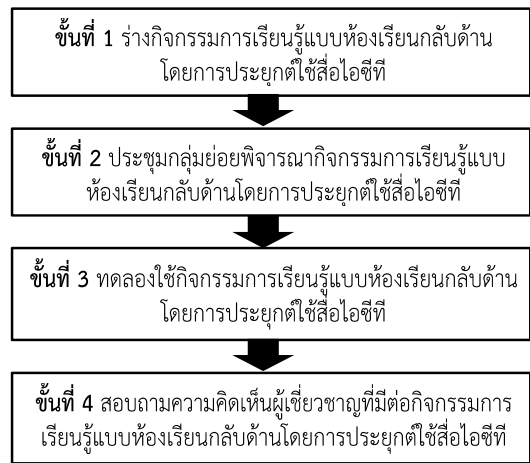 ขั้นที่ 1 ร่างกิจกรรมการเรียนรู้แบบห้องเรียนกลับด้าน
โดยการประยุกต์ใช้สื่อไอซีที
ขั้นที่ 2 ประชุมกลุ่มย่อยพิจารณากิจกรรมการเรียนรู้แบบ
ห้องเรียนกลับด้านโดยการประยุกต์ใช้สื่อไอซีที
ขั้นที่ 3 ทดลองใช้กิจกรรมการเรียนรู้แบบห้องเรียนกลับด้าน
โดยการประยุกต์ใช้สื่อไอซีที
ขั้นที่ 4 สอบถามความคิดเห็นผู้เชี่ยวชาญที่มีต่อกิจกรรมการ
เรียนรู้แบบห้องเรียนกลับด้านโดยการประยุกต์ใช้สื่อไอซีที